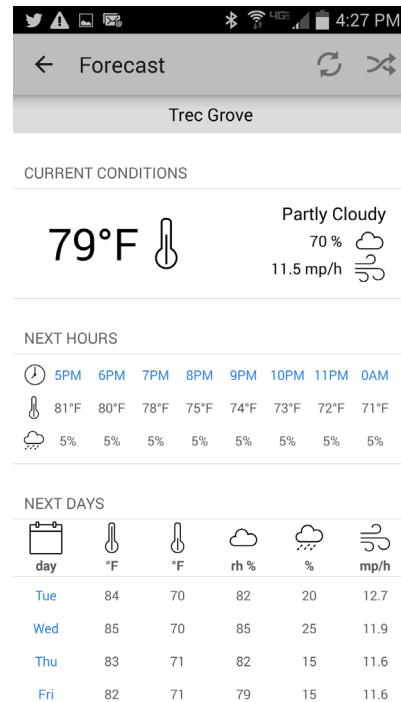 4GE 4:27 PM
Forecast
Trec Grove
CURRENT CONDITIONS
79°F
Partly Cloudy
70 %
11.5 mp/h
NEXT HOURS
5PM 6PM 7PM 8PM 9PM 10PM 11PM 0AM
81°F 80°F 78°F 75°F 74°F 73°F 72°F 71°F
5% 5% 5% 5% 5% 5% 5% 5%
NEXT DAYS
day °F °F rh % % mp/h
Tue 84 70 82 20 12.7
Wed 85 70 85 25 11.9
Thu 83 71 82 15 11.6
Fri 82 71 79 15 11.6